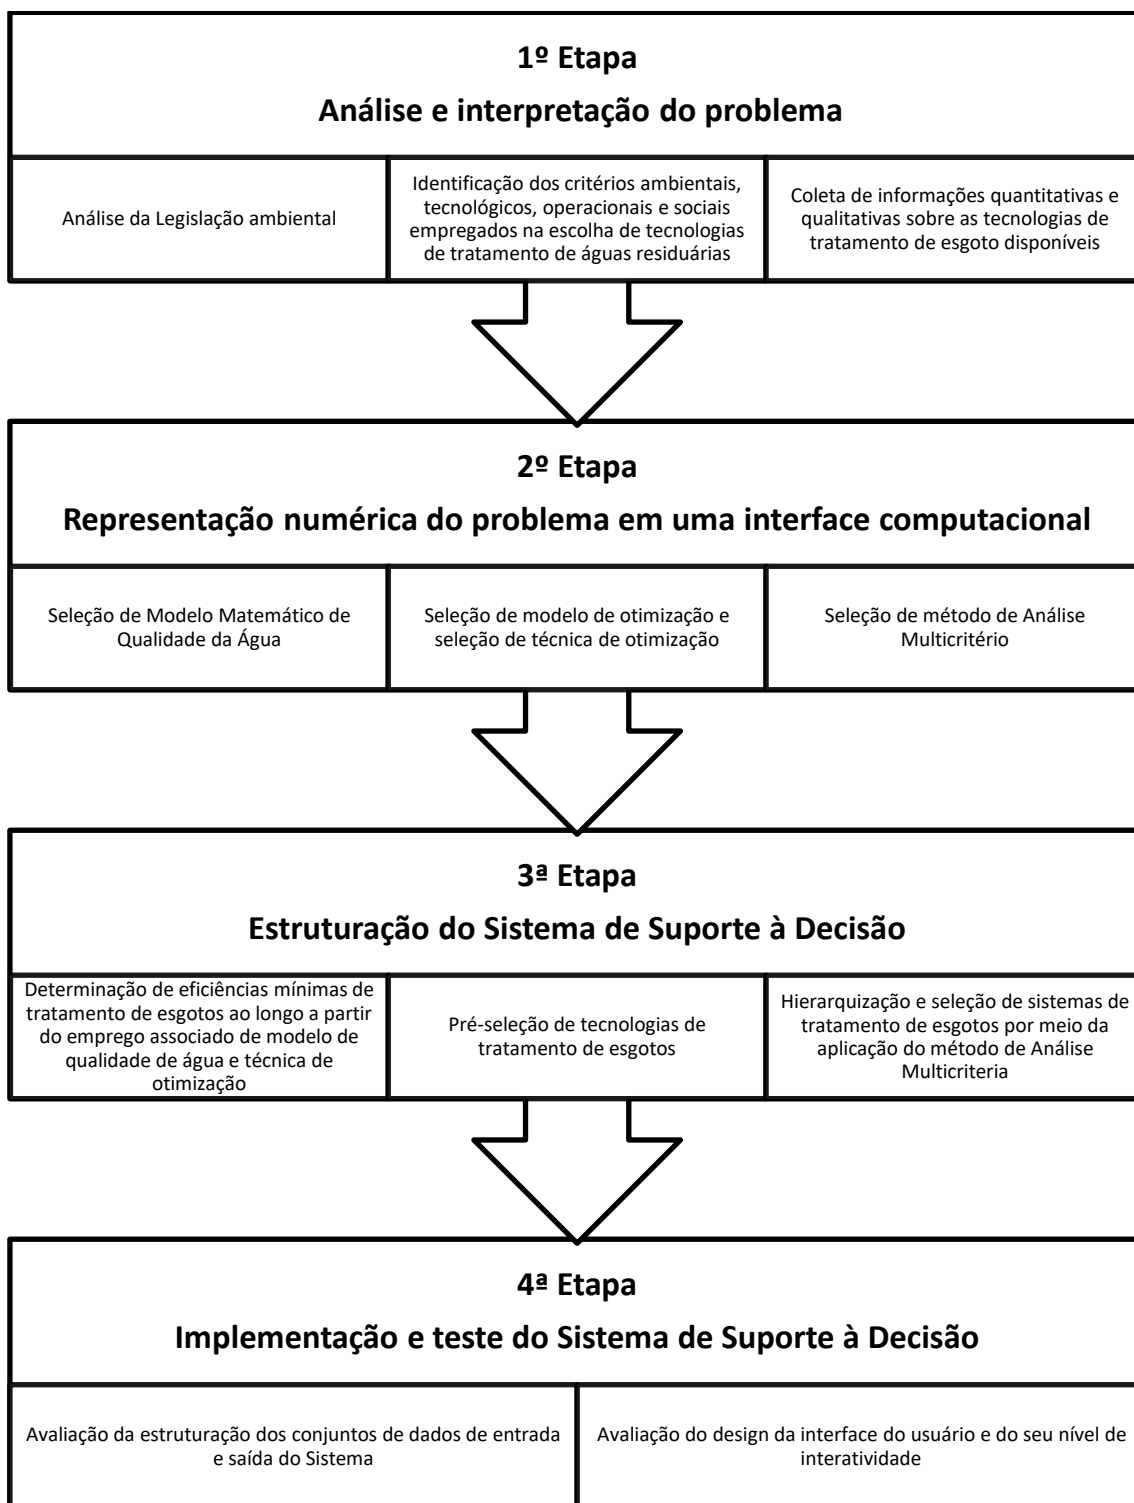 1º Etapa
Análise e interpretação do problema
Análise da Legislação ambiental
Identificação dos critérios ambientais,
tecnológicos, operacionais e sociais
empregados na escolha de tecnologias
de tratamento de águas residuárias
Coleta de informações quantitativas e
qualitativas sobre as tecnologias de
tratamento de esgoto disponíveis
2º Etapa
Representação numérica do problema em uma interface computacional
Seleção de Modelo Matemático de
Qualidade da Água
Seleção de modelo de otimização e
seleção de técnica de otimização
Seleção de método de Análise
Multicritério
3ª Etapa
Estruturação do Sistema de Suporte à Decisão
Determinação de eficiências mínimas de
tratamento de esgotos ao longo a partir
do emprego associado de modelo de
qualidade de água e técnica de
otimização
Pré-seleção de tecnologias de
tratamento de esgotos
Hierarquização e seleção de sistemas de
tratamento de esgotos por meio da
aplicação do método de Análise
Multicriteria
4ª Etapa
Implementação e teste do Sistema de Suporte à Decisão
Avaliação da estruturação dos conjuntos de dados de entrada
e saída do Sistema
Avaliação do design da interface do usuário e do seu nível de
interatividade